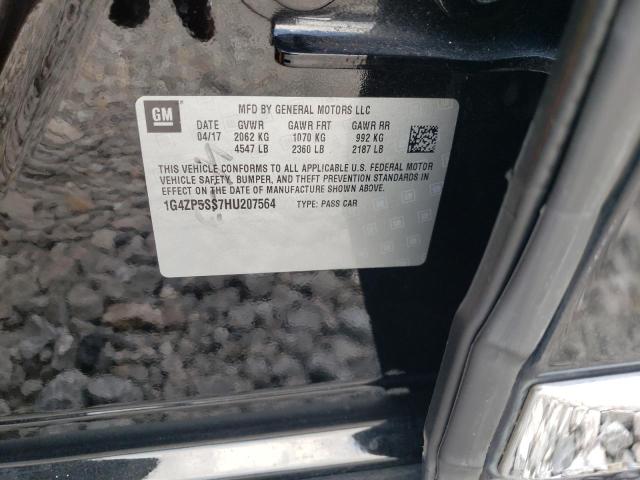 GM
MFD BY GENERAL MOTORS LLC
DATE GVWR GAWR FRT GAWR RR
04/17 2062 KG 1070 KG 992 KG
4547 LB 2360 LB 2187 LB
THIS VEHICLE CONFORMS TO ALL APPLICABLE U.S. FEDERAL MOTOR
VEHICLE SAFETY, BUMPER, AND THEFT PREVENTION STANDARDS IN
EFFECT ON THE DATE OF MANUFACTURE SHOWN ABOVE.
1G4ZP5SS7HU207564 TYPE: PASS CAR